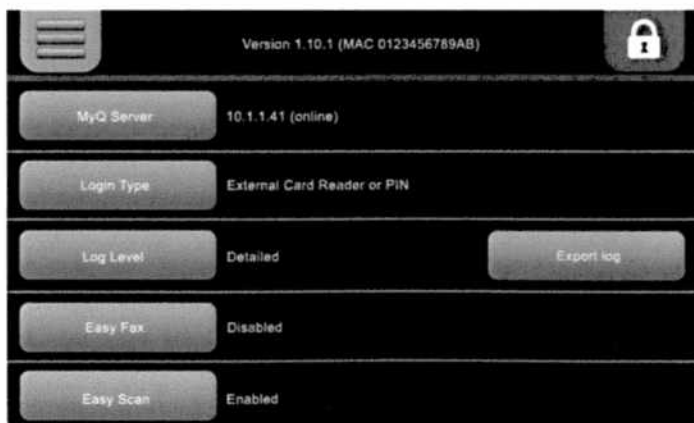 Version 1.10.1 (MAC 0123456789AB)
MyQ Server 10.1.1.41 (online)
Login Type External Card Reader or PIN
Log Level Detailed Export log
Easy Fax Disabled
Easy Scan Enabled